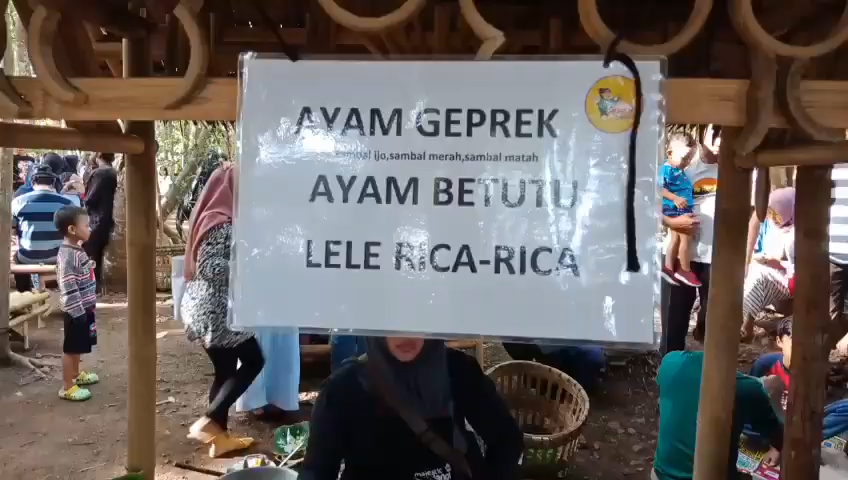 AYAM GEPREK
sambal ijo,sambal merah,sambal matah
AYAM BETUTU
LELE RICA-RICA